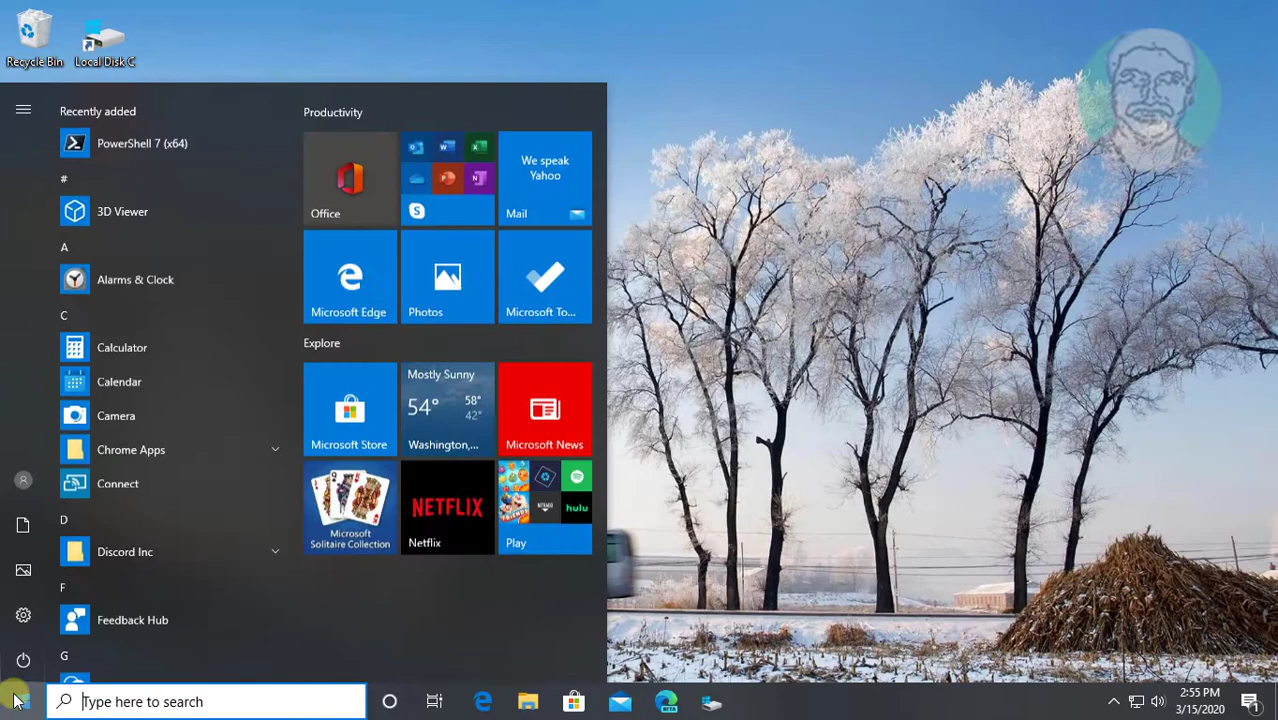 Recycle Bin
Local Disk C
Recently added
PowerShell 7 (x64)
#
3D Viewer
A
Alarms & Clock
C
Calculator
Calendar
Camera
Chrome Apps
Connect
D
Discord Inc
F
Feedback Hub
G
Productivity
Office
We speak
Yahoo
Mail
Microsoft Edge
Photos
Microsoft To...
Explore
Microsoft Store
Mostly Sunny
54°
58°
42°
Washington,...
Microsoft News
Microsoft
Solitaire Collection
NETFLIX
Netflix
hulu
Play
Type here to search
BETA
2:55 PM
3/15/2020
1